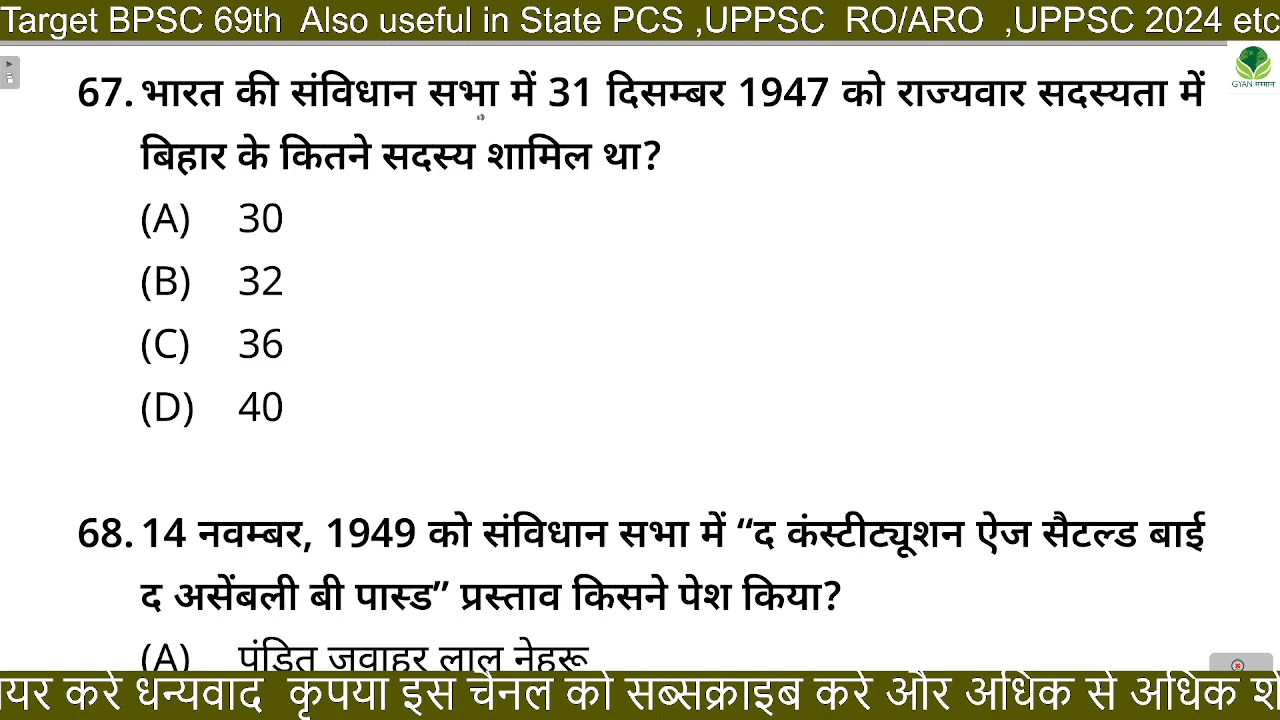 Target BPSC 69th Also useful in State PCS ,UPPSC RO/ARO ,UPPSC 2024 etc
GYAN सम्मान
67. भारत की संविधान सभा में 31 दिसम्बर 1947 को राज्यवार सदस्यता में
बिहार के कितने सदस्य शामिल था?
(A) 30
(B) 32
(C) 36
(D) 40
68. 14 नवम्बर, 1949 को संविधान सभा में “द कंस्टीट्यूशन ऐज सैटल्ड बाई
द असेंबली बी पास्ड” प्रस्ताव किसने पेश किया?
(A) पंडित जवाहर लाल नेहरू
यर करे धन्यवाद कृपया इस चैनल को सब्सक्राइब करे और अधिक से अधिक शे